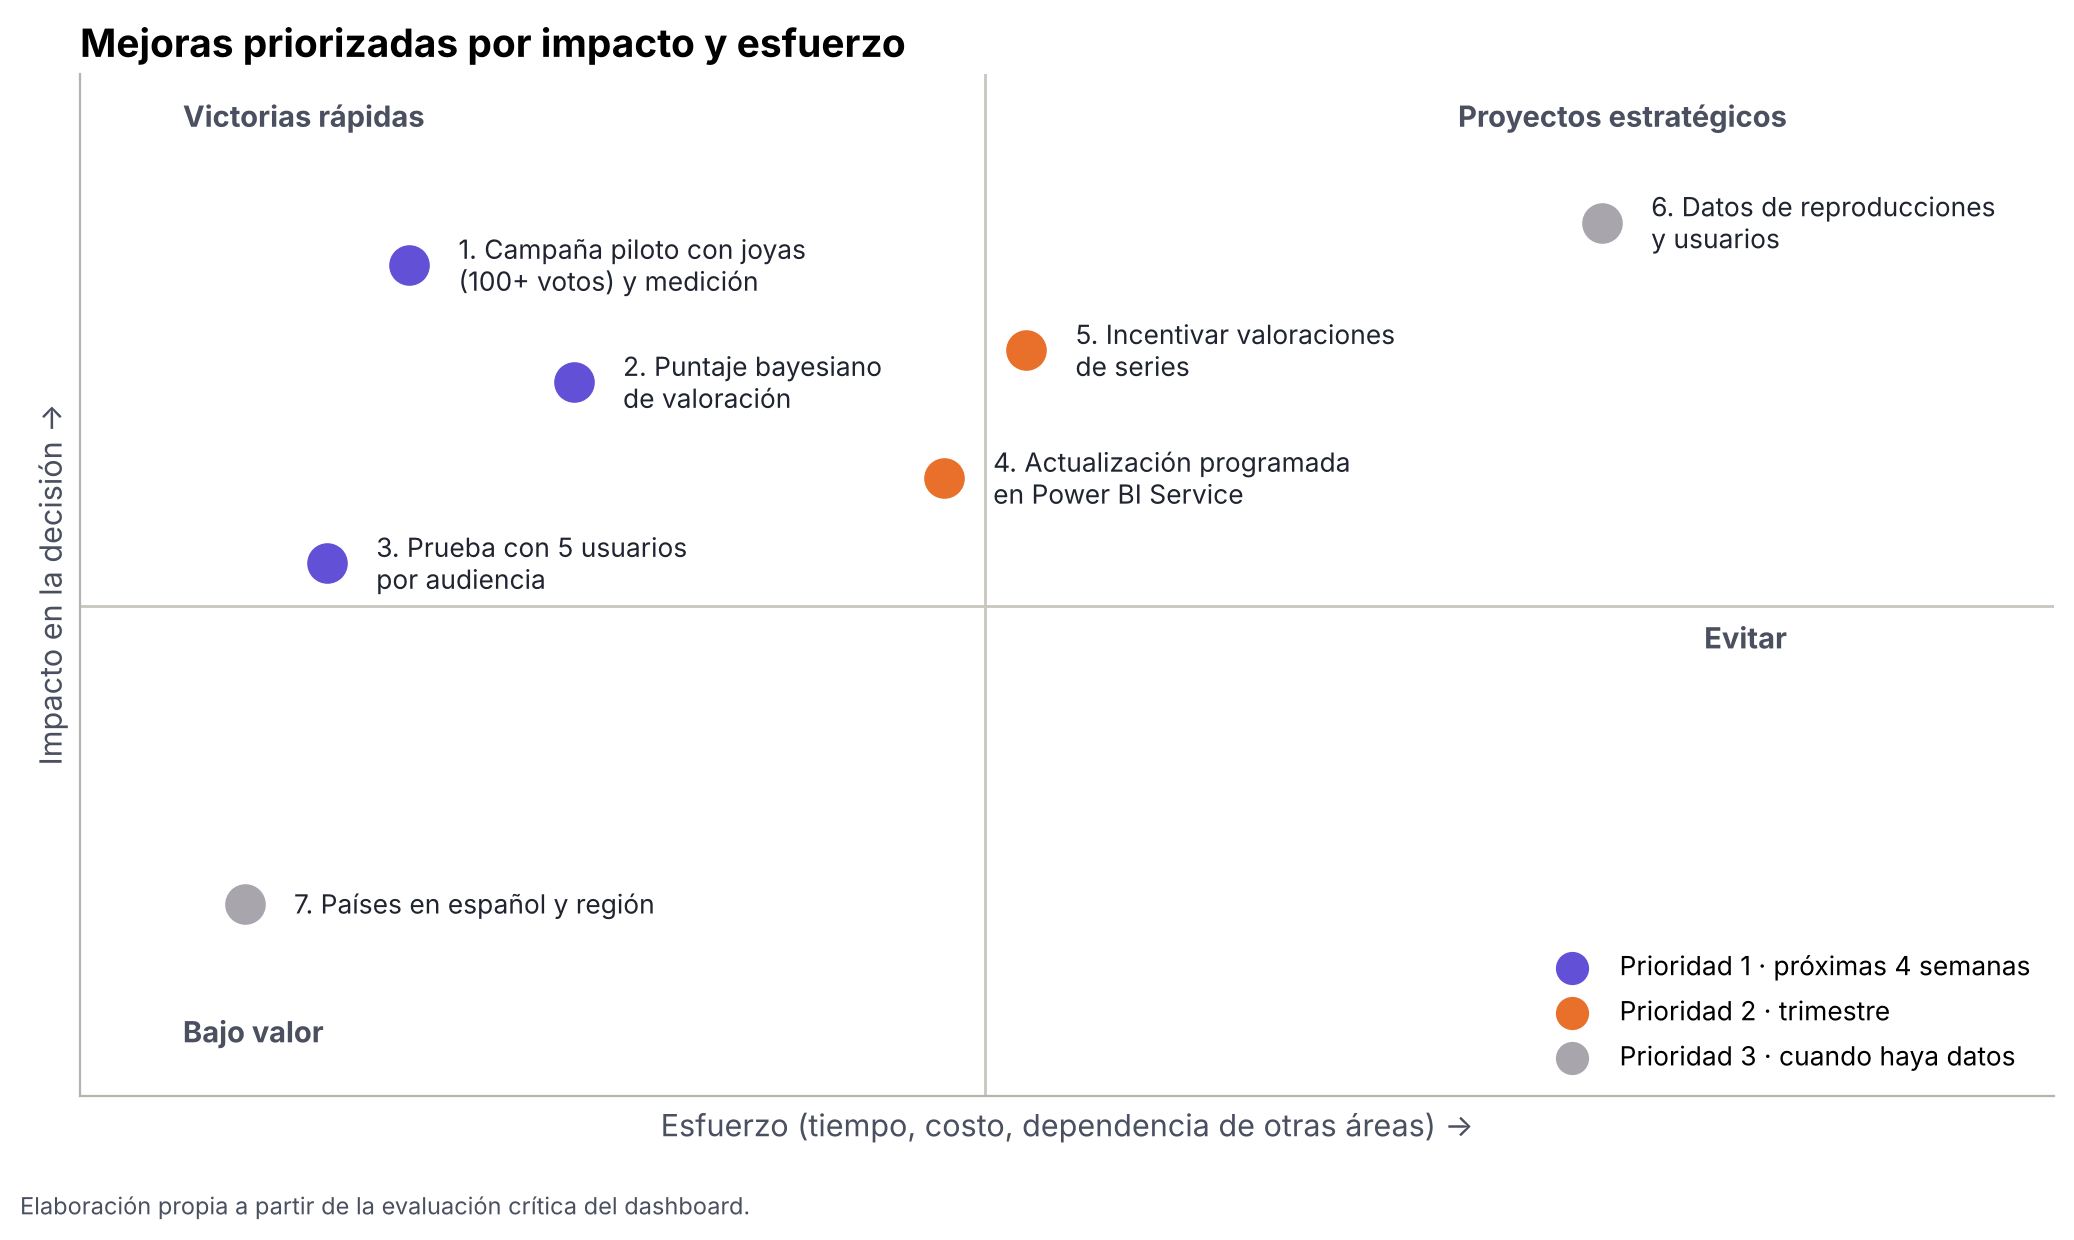 Mejoras priorizadas por impacto y esfuerzo
Victorias rápidas
Proyectos estratégicos
6. Datos de reproducciones
y usuarios
1. Campaña piloto con joyas
(100+ votos) y medición
5. Incentivar valoraciones
de series
2. Puntaje bayesiano
de valoración
4. Actualización programada
en Power BI Service
3. Prueba con 5 usuarios
por audiencia
Impacto en la decisión →
Evitar
7. Países en español y región
Bajo valor
Prioridad 1 · próximas 4 semanas
Prioridad 2 · trimestre
Prioridad 3 · cuando haya datos
Esfuerzo (tiempo, costo, dependencia de otras áreas) →
Elaboración propia a partir de la evaluación crítica del dashboard.